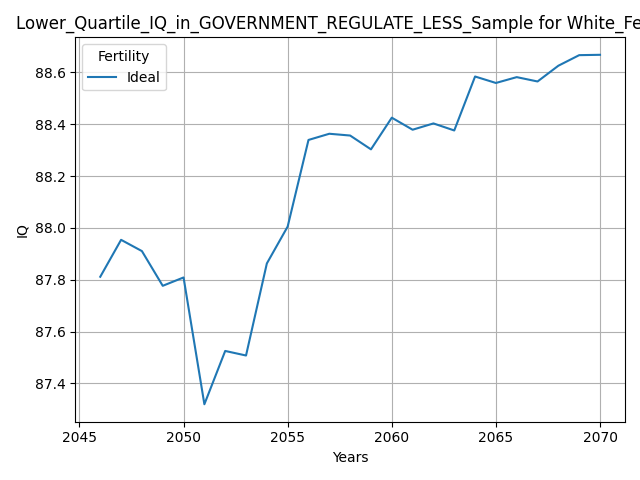 Lower_Quartile_IQ_in_GOVERNMENT_REGULATE_LESS_Sample for White_Fe
Fertility
Ideal
88.6
88.4
88.2
88.0
87.8
87.6
87.4
IQ
2045 2050 2055 2060 2065 2070
Years